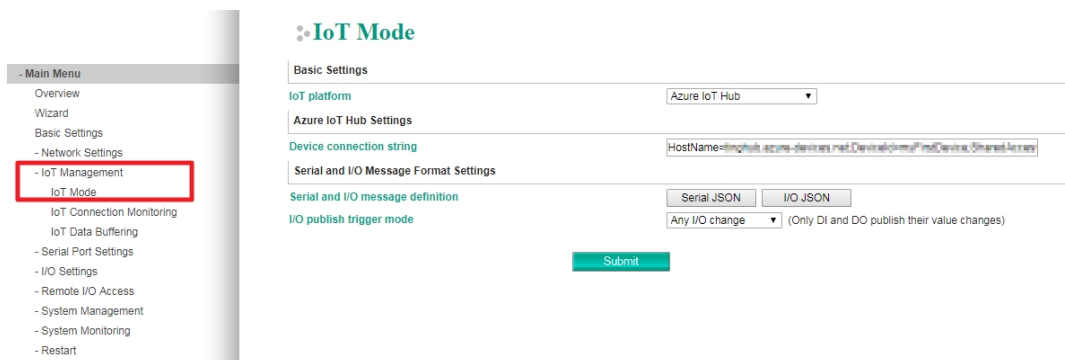 IoT Mode
- Main Menu
Overview
Wizard
Basic Settings
- Network Settings
- IoT Management
IoT Mode
IoT Connection Monitoring
IoT Data Buffering
- Serial Port Settings
- I/O Settings
- Remote I/O Access
- System Management
- System Monitoring
- Restart
Basic Settings
IoT platform Azure IoT Hub
Azure IoT Hub Settings
Device connection string HostName=
Serial and I/O Message Format Settings
Serial and I/O message definition Serial JSON I/O JSON
I/O publish trigger mode Any I/O change (Only DI and DO publish their value changes)
Submit